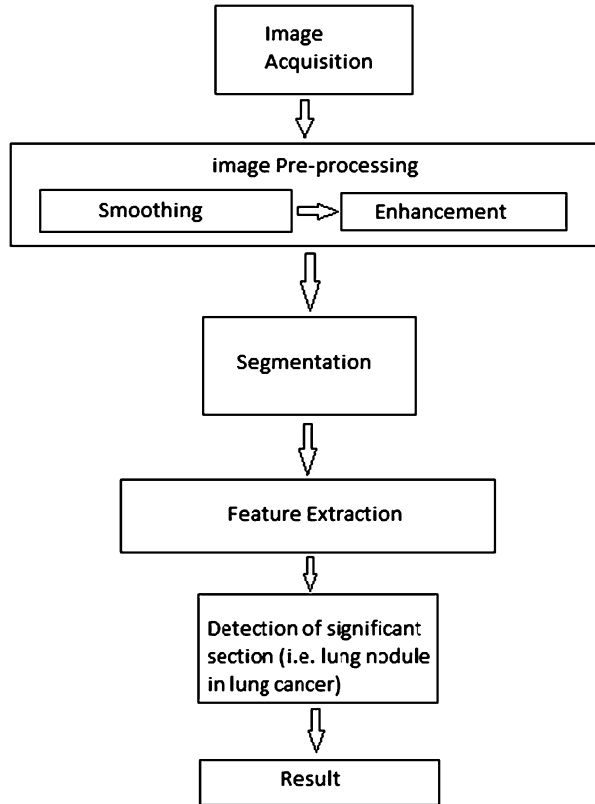 Image
Acquisition
image Pre-processing
Smoothing
Enhancement
Segmentation
Feature Extraction
Detection of significant
section (i.e. lung nodule
in lung cancer)
Result